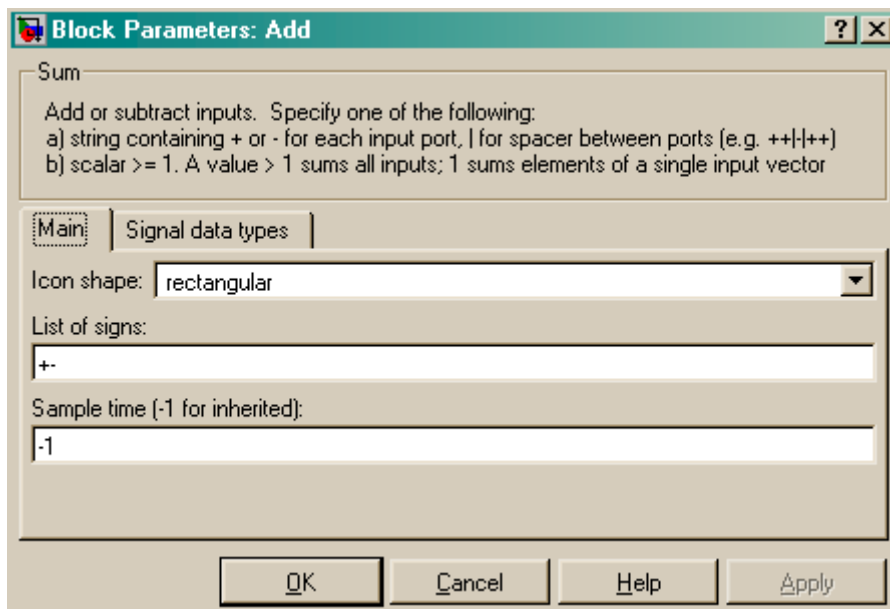 Block Parameters: Add
Sum
Add or subtract inputs. Specify one of the following:
a) string containing + or - for each input port, | for spacer between ports (e.g. ++|-|++)
b) scalar >= 1. A value > 1 sums all inputs; 1 sums elements of a single input vector
Main Signal data types
Icon shape: rectangular
List of signs:
+-
Sample time (-1 for inherited):
-1
OK Cancel Help Apply